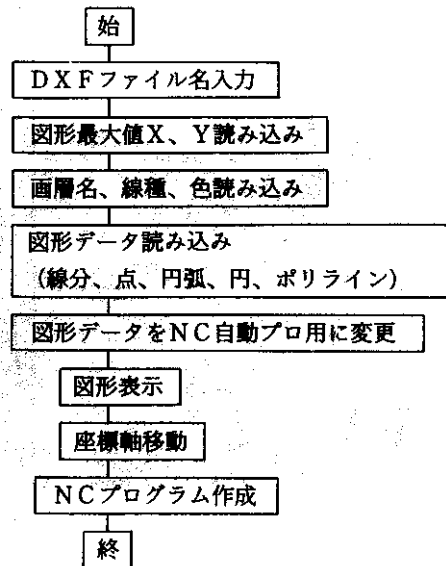 始
DXFファイル名入力
図形最大値X、Y読み込み
画層名、線種、色読み込み
図形データ読み込み
(線分、点、円弧、円、ポリライン)
図形データをNC自動プロ用に変更
図形表示
座標軸移動
NCプログラム作成
終